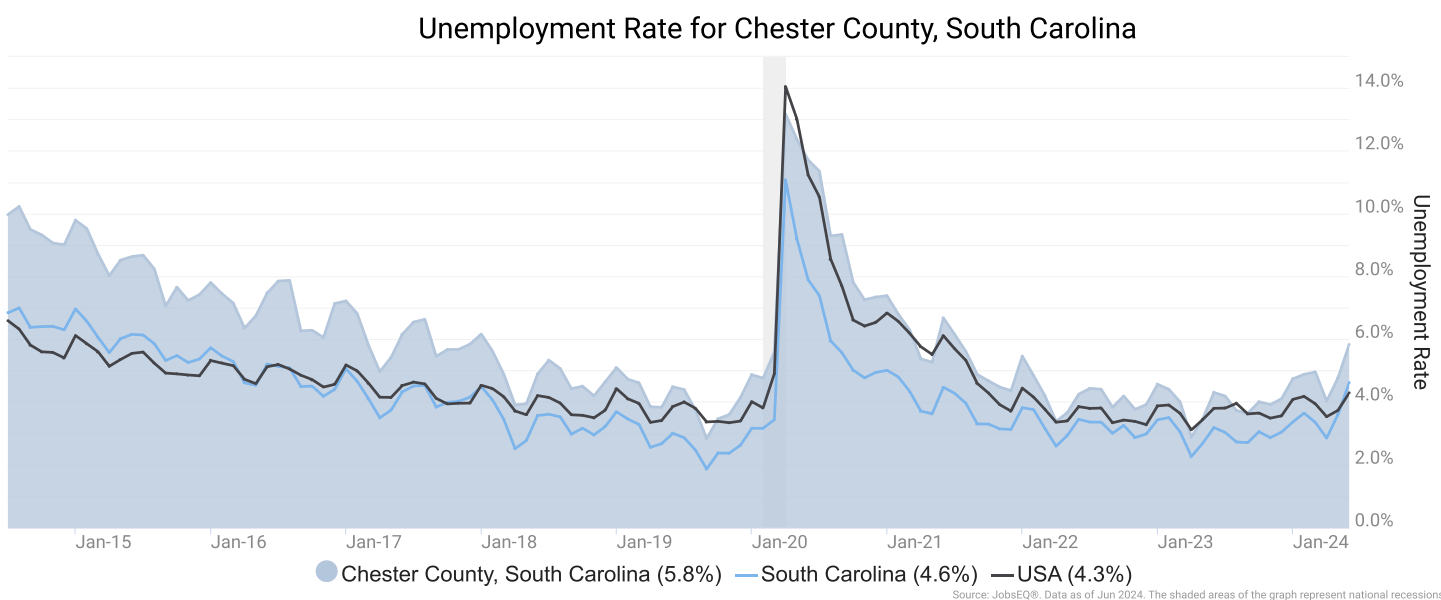 Unemployment Rate for Chester County, South Carolina
14.0%
12.0%
10.0%
8.0%
6.0%
4.0%
2.0%
0.0%
Unemployment Rate
Jan-15 Jan-16 Jan-17 Jan-18 Jan-19 Jan-20 Jan-21 Jan-22 Jan-23 Jan-24
Chester County, South Carolina (5.8%) South Carolina (4.6%) USA (4.3%)
Source: JobsEQ®. Data as of Jun 2024. The shaded areas of the graph represent national recessions